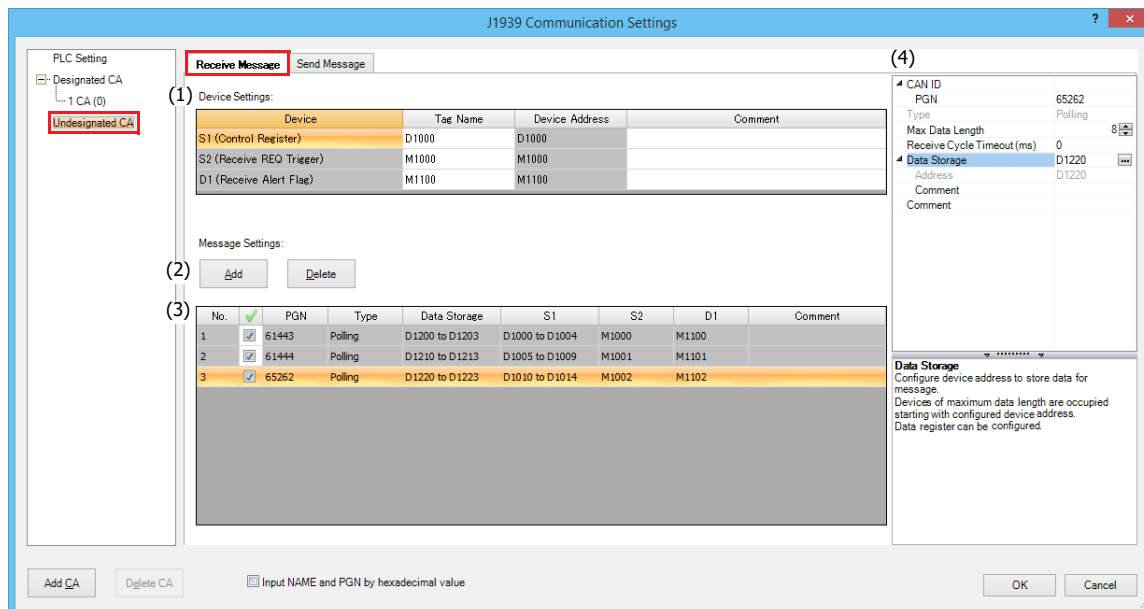 J1939 Communication Settings
?
×
PLC Setting
Designated CA
1 CA (0)
Undesignated CA
Receive Message
Send Message
(1)
Device Settings:
Device Tag Name Device Address Comment
S1 (Control Register) D1000 D1000
S2 (Receive REQ Trigger) M1000 M1000
D1 (Receive Alert Flag) M1100 M1100
Message Settings:
(2)
Add
Delete
(3)
No. PGN Type Data Storage S1 S2 D1 Comment
1 61443 Polling D1200 to D1203 D1000 to D1004 M1000 M1100
2 61444 Polling D1210 to D1213 D1005 to D1009 M1001 M1101
3 65262 Polling D1220 to D1223 D1010 to D1014 M1002 M1102
(4)
CAN ID
PGN 65262
Type Polling
Max Data Length 8
Receive Cycle Timeout (ms) 0
Data Storage D1220 ...
Address D1220
Comment
Comment
Data Storage
Configure device address to store data for
message.
Devices of maximum data length are occupied
starting with configured device address.
Data register can be configured.
Add CA
Delete CA
Input NAME and PGN by hexadecimal value
OK
Cancel